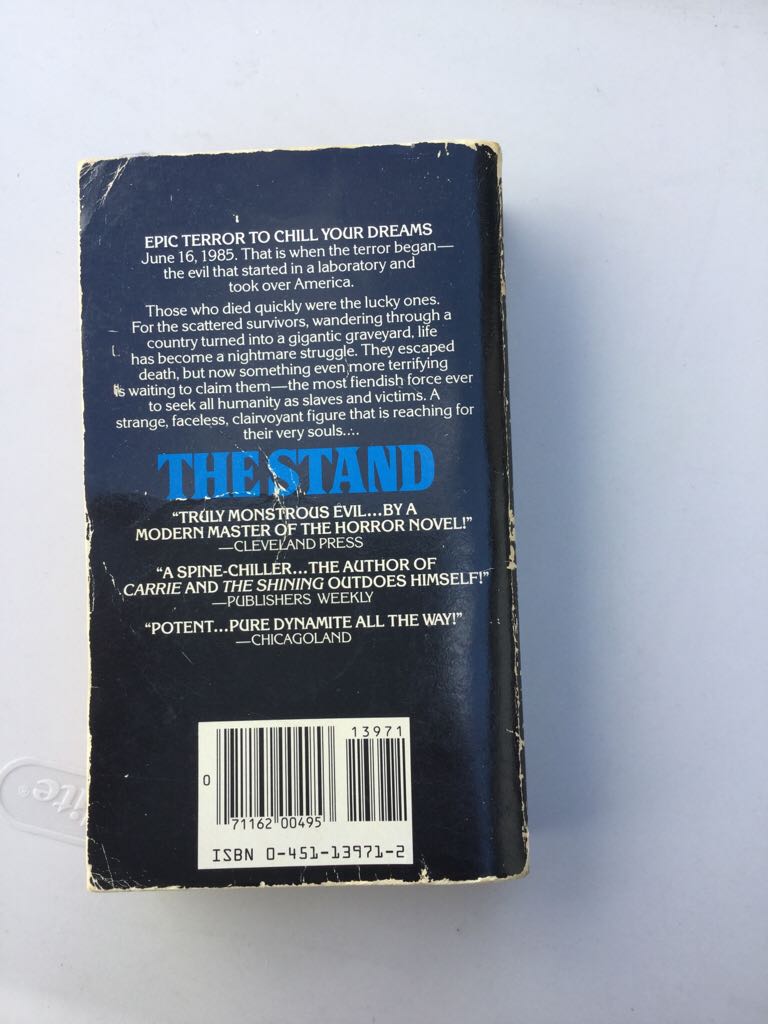 EPIC TERROR TO CHILL YOUR DREAMS
June 16, 1985. That is when the terror began—
the evil that started in a laboratory and
took over America.
Those who died quickly were the lucky ones.
For the scattered survivors, wandering through a
country turned into a gigantic graveyard, life
has become a nightmare struggle. They escaped
death, but now something even more terrifying
is waiting to claim them—the most fiendish force ever
to seek all humanity as slaves and victims. A
strange, faceless, clairvoyant figure that is reaching for
their very souls....
THE STAND
“TRULY MONSTROUS EVIL...BY A
MODERN MASTER OF THE HORROR NOVEL!”
—CLEVELAND PRESS
“A SPINE-CHILLER...THE AUTHOR OF
CARRIE AND THE SHINING OUTDOES HIMSELF!”
—PUBLISHERS WEEKLY
“POTENT...PURE DYNAMITE ALL THE WAY!”
—CHICAGOLAND
13971
0
71162 00495
ISBN 0-451-13971-2